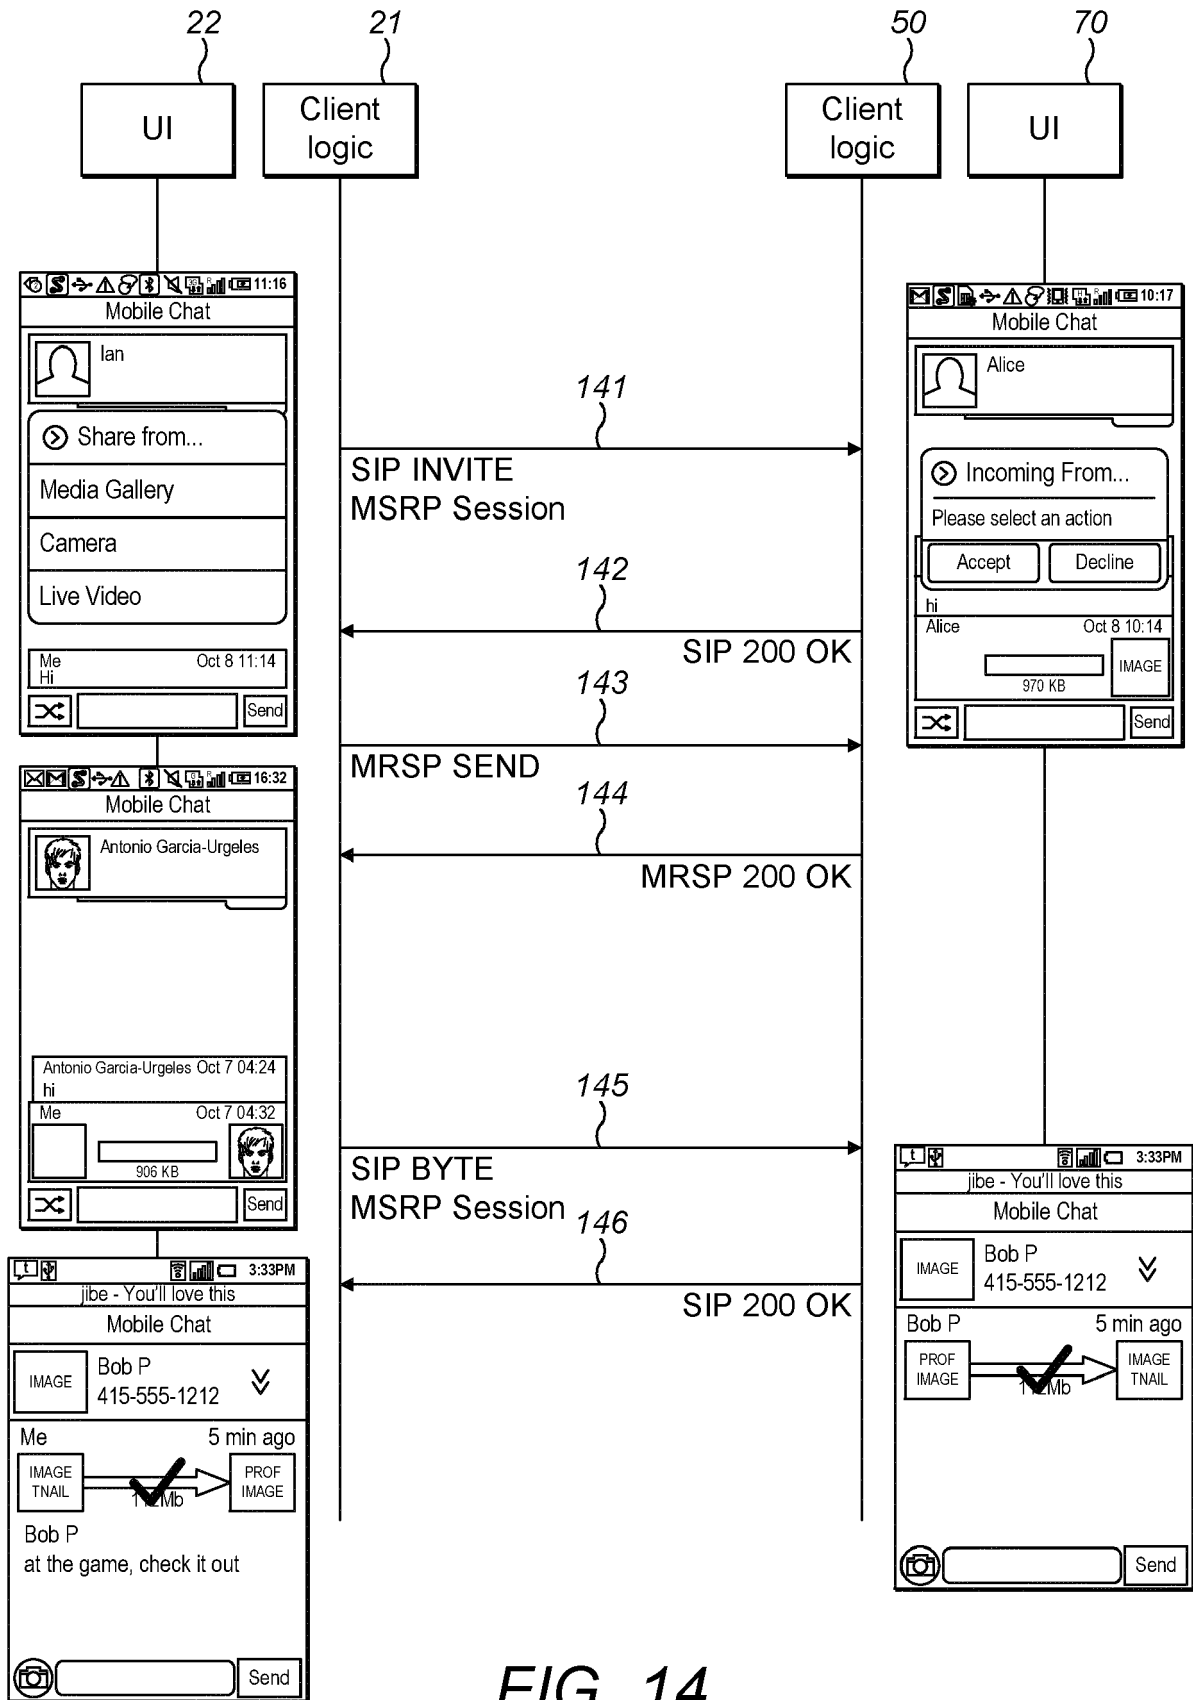 22
21
50
70
UI
Client
logic
Client
logic
UI
11:16
Mobile Chat
Ian
Share from...
Media Gallery
Camera
Live Video
Me Oct 8 11:14
Hi
Send
10:17
Mobile Chat
Alice
Incoming From...
Please select an action
Accept Decline
hi
Alice Oct 8 10:14
IMAGE
970 KB
Send
141
SIP INVITE
MSRP Session
142
SIP 200 OK
143
MRSP SEND
144
MRSP 200 OK
145
SIP BYTE
MSRP Session
146
SIP 200 OK
16:32
Mobile Chat
Antonio Garcia-Urgeles
Antonio Garcia-Urgeles Oct 7 04:24
hi
Me Oct 7 04:32
906 KB
Send
3:33PM
jibe - You'll love this
Mobile Chat
IMAGE
Bob P
415-555-1212
Me 5 min ago
IMAGE
TNAIL
PROF
IMAGE
Bob P
at the game, check it out
Send
3:33PM
jibe - You'll love this
Mobile Chat
IMAGE
Bob P
415-555-1212
Bob P 5 min ago
PROF
IMAGE
IMAGE
TNAIL
Send
FIG. 14